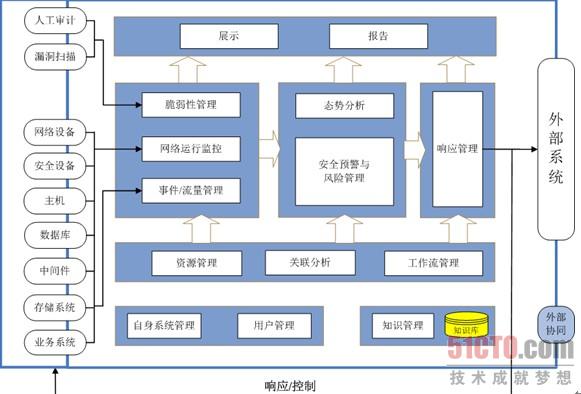 人工审计
漏洞扫描
网络设备
安全设备
主机
数据库
中间件
存储系统
业务系统
展示
报告
脆弱性管理
网络运行监控
事件/流量管理
态势分析
安全预警与
风险管理
响应管理
资源管理
关联分析
工作流管理
自身系统管理
用户管理
知识管理
知识库
外部系统
外部
协同
响应/控制
51CTO.com
技术成就梦想